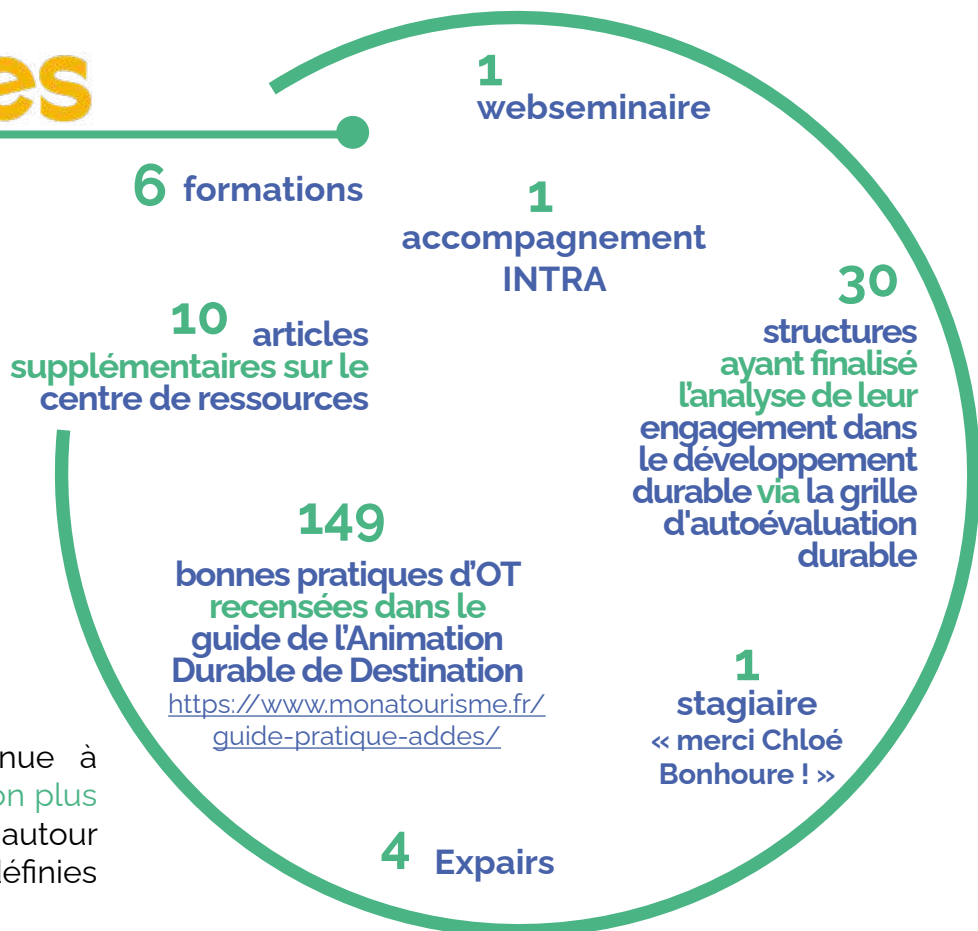 es
1
webseminaire
6 formations
1
accompagnement
INTRA
10 articles
supplémentaires sur le
centre de ressources
30
structures
ayant finalisé
l'analyse de leur
engagement dans
le développement
durable via la grille
d'autoévaluation
durable
149
bonnes pratiques d'OT
recensées dans le
guide de l'Animation
Durable de Destination
https://www.monatourisme.fr/
guide-pratique-addes/
1
stagiaire
« merci Chloé
Bonhoure ! »
nue à
on plus
autour
éfinies
4 Expairs